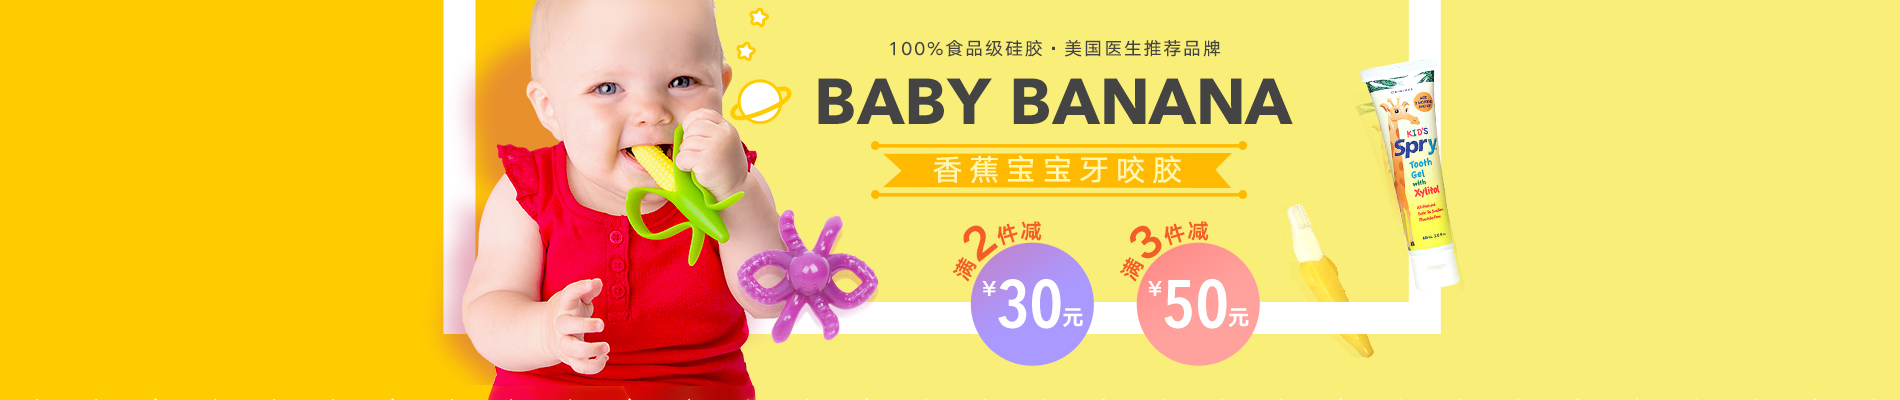 100%食品级硅胶·美国医生推荐品牌
BABY BANANA
香蕉宝宝牙咬胶
满2件减
¥30元
满3件减
¥50元
ORIGINAL
KID'S
Spry
Tooth
Gel
with
Xylitol